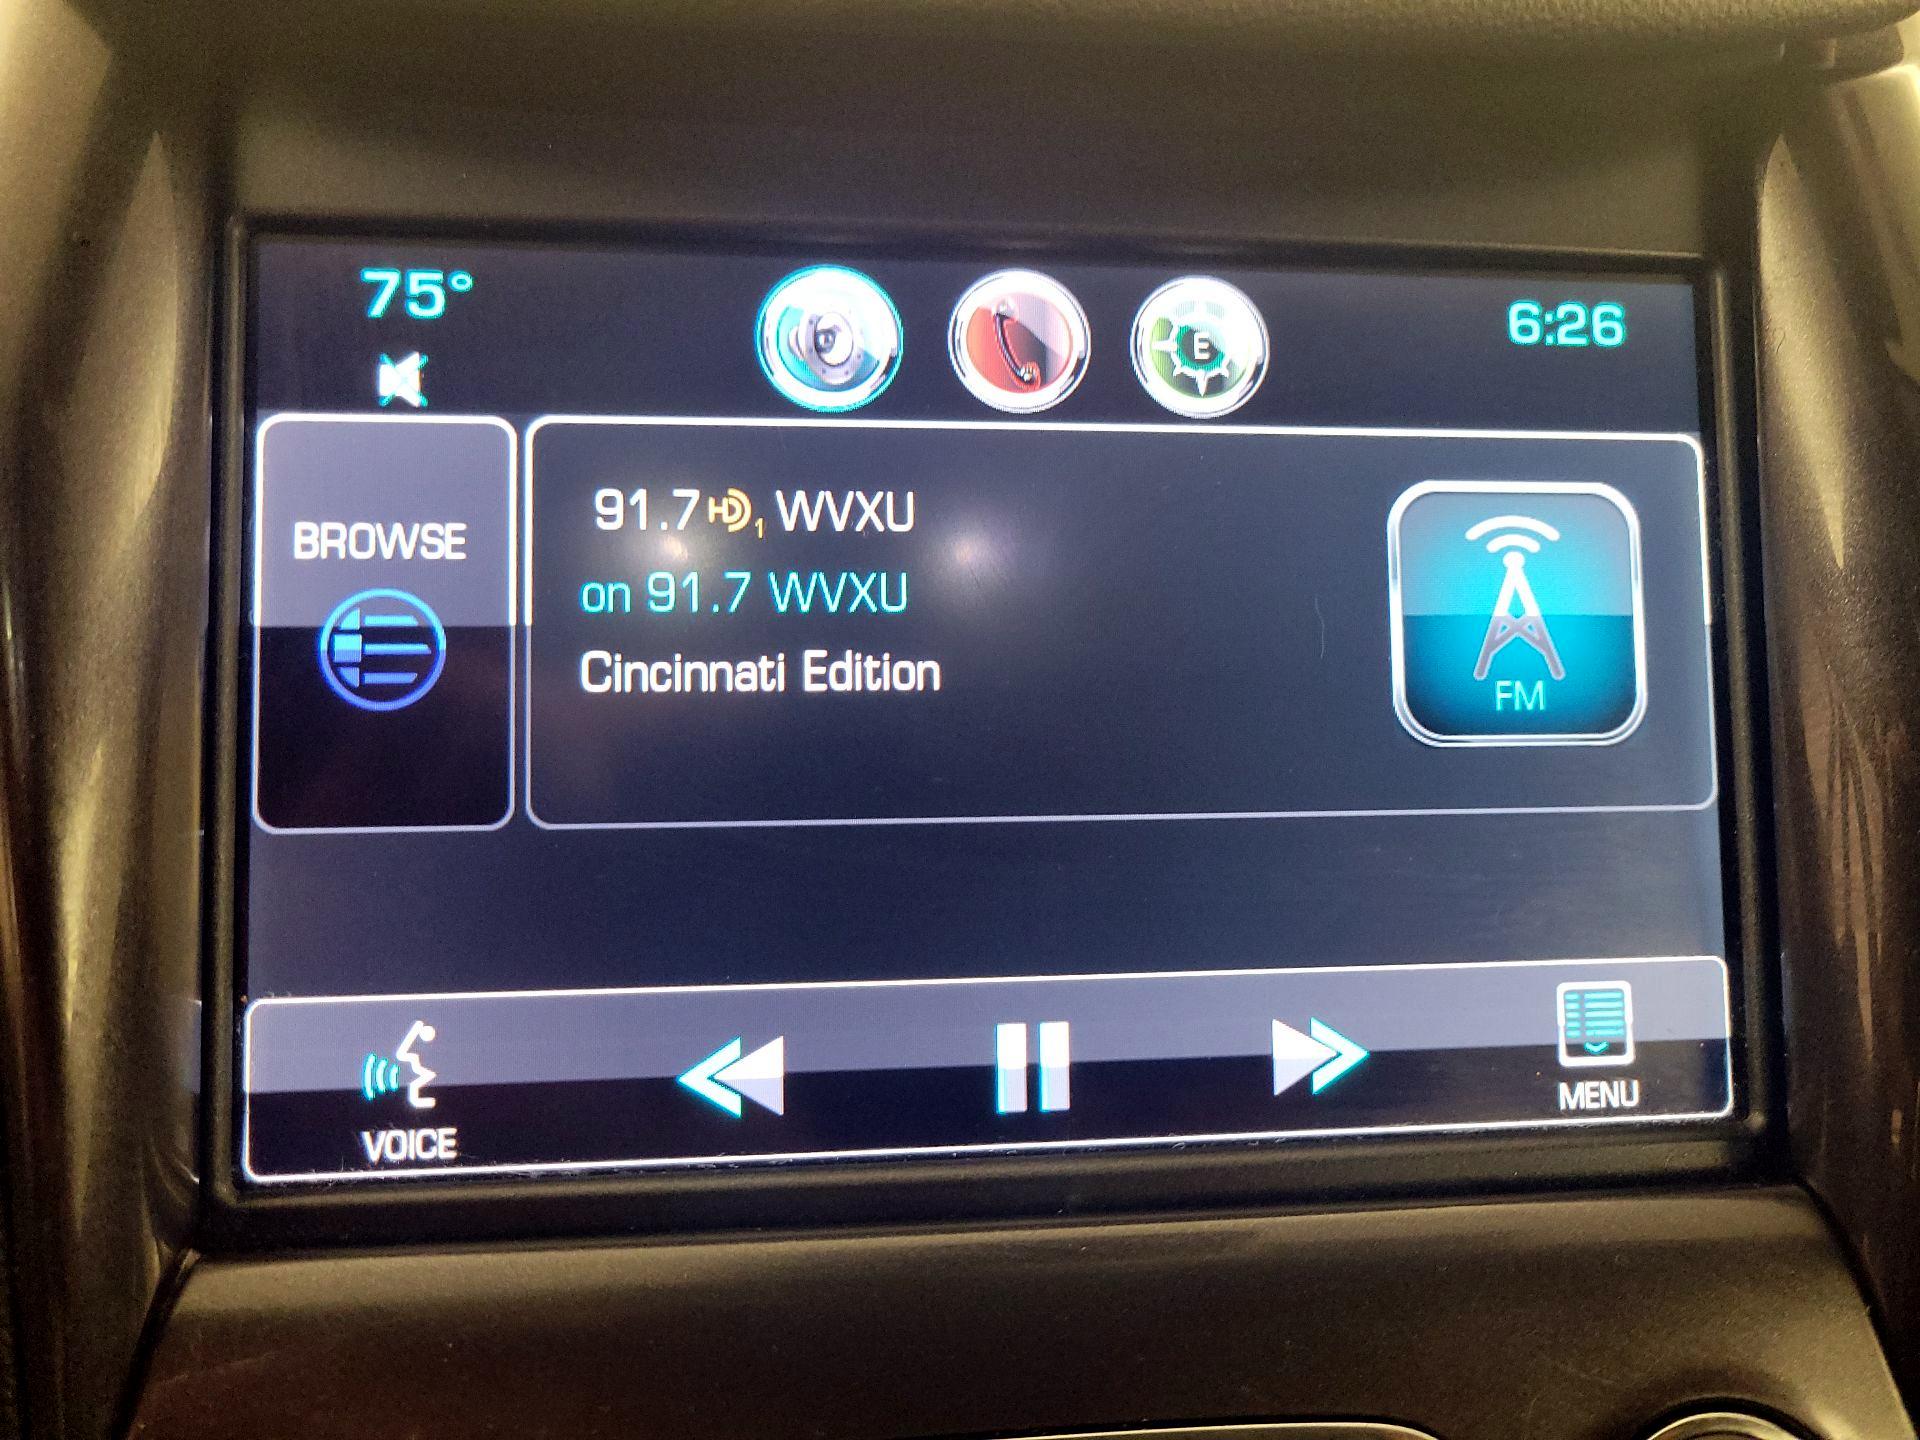 75°
6:26
E
BROWSE
91.7 HD1 WVXU
on 91.7 WVXU
Cincinnati Edition
FM
VOICE
MENU